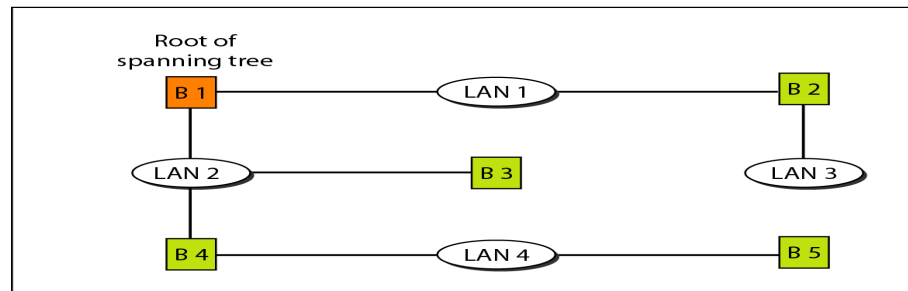 Root of
spanning tree
B 1
LAN 1
B 2
LAN 2
B 3
LAN 3
B 4
LAN 4
B 5